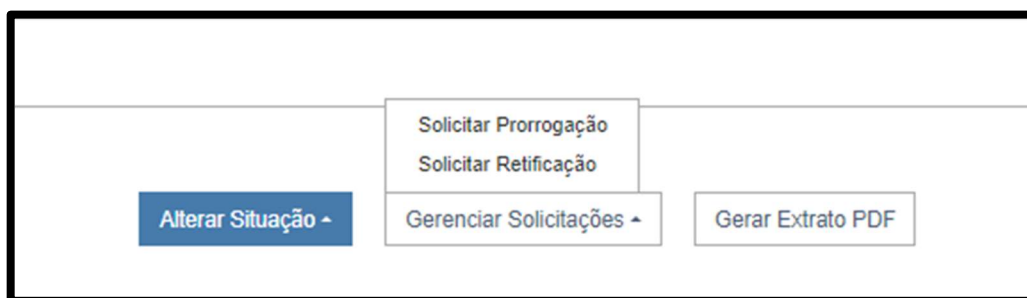 Solicitar Prorrogação
Solicitar Retificação
Alterar Situação Gerenciar Solicitações Gerar Extrato PDF